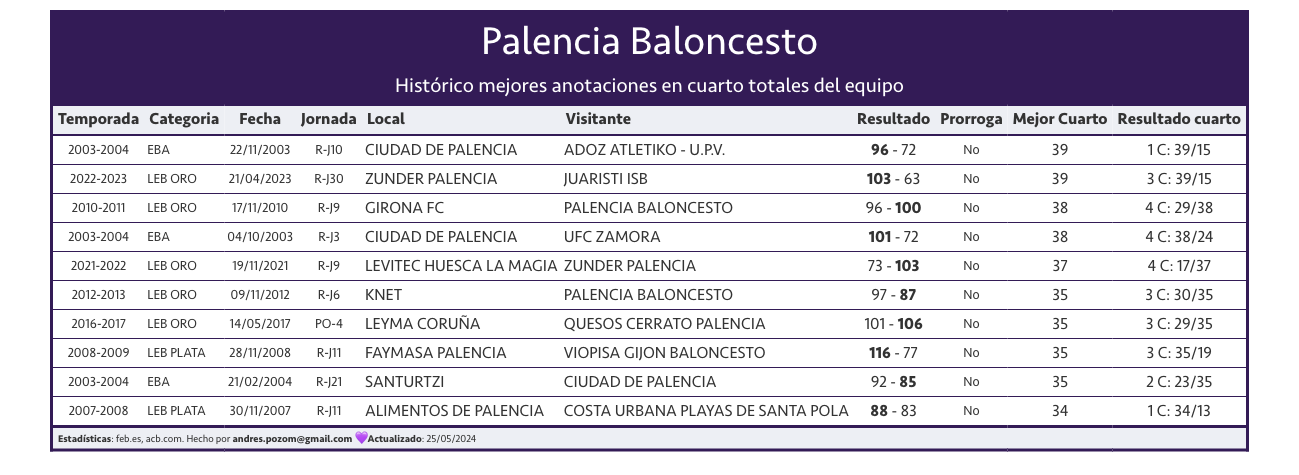 Palencia Baloncesto
Histórico mejores anotaciones en cuarto totales del equipo
Temporada Categoria Fecha Jornada Local Visitante Resultado Prorroga Mejor Cuarto Resultado cuarto
2003-2004 EBA 22/11/2003 R-J10 CIUDAD DE PALENCIA ADOZ ATLETIKO - U.P.V. 96 - 72 No 39 1 C: 39/15
2022-2023 LEB ORO 21/04/2023 R-J30 ZUNDER PALENCIA JUARISTI ISB 103 - 63 No 39 3 C: 39/15
2010-2011 LEB ORO 17/11/2010 R-J9 GIRONA FC PALENCIA BALONCESTO 96 - 100 No 38 4 C: 29/38
2003-2004 EBA 04/10/2003 R-J3 CIUDAD DE PALENCIA UFC ZAMORA 101 - 72 No 38 4 C: 38/24
2021-2022 LEB ORO 19/11/2021 R-J9 LEVITEC HUESCA LA MAGIA ZUNDER PALENCIA 73 - 103 No 37 4 C: 17/37
2012-2013 LEB ORO 09/11/2012 R-J6 KNET PALENCIA BALONCESTO 97 - 87 No 35 3 C: 30/35
2016-2017 LEB ORO 14/05/2017 PO-4 LEYMA CORUÑA QUESOS CERRATO PALENCIA 101 - 106 No 35 3 C: 29/35
2008-2009 LEB PLATA 28/11/2008 R-J11 FAYMASA PALENCIA VIOPISA GIJON BALONCESTO 116 - 77 No 35 3 C: 35/19
2003-2004 EBA 21/02/2004 R-J21 SANTURTZI CIUDAD DE PALENCIA 92 - 85 No 35 2 C: 23/35
2007-2008 LEB PLATA 30/11/2007 R-J11 ALIMENTOS DE PALENCIA COSTA URBANA PLAYAS DE SANTA POLA 88 - 83 No 34 1 C: 34/13
Estadísticas: feb.es, acb.com. Hecho por andres.pozom@gmail.com 💜Actualizado: 25/05/2024